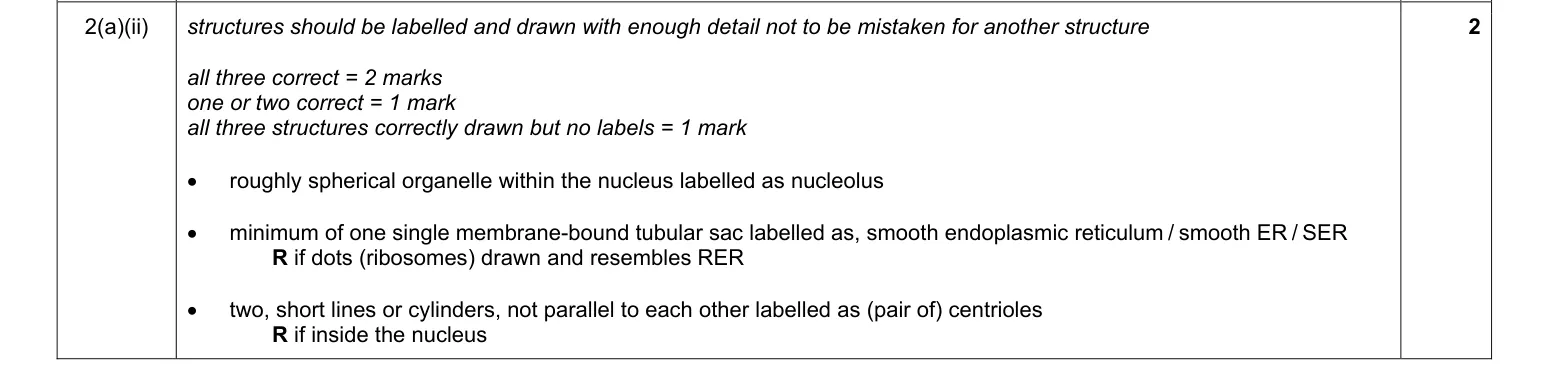 2(a)(ii) structures should be labelled and drawn with enough detail not to be mistaken for another structure 2
all three correct = 2 marks
one or two correct = 1 mark
all three structures correctly drawn but no labels = 1 mark
• roughly spherical organelle within the nucleus labelled as nucleolus
• minimum of one single membrane-bound tubular sac labelled as, smooth endoplasmic reticulum / smooth ER / SER
R if dots (ribosomes) drawn and resembles RER
• two, short lines or cylinders, not parallel to each other labelled as (pair of) centrioles
R if inside the nucleus